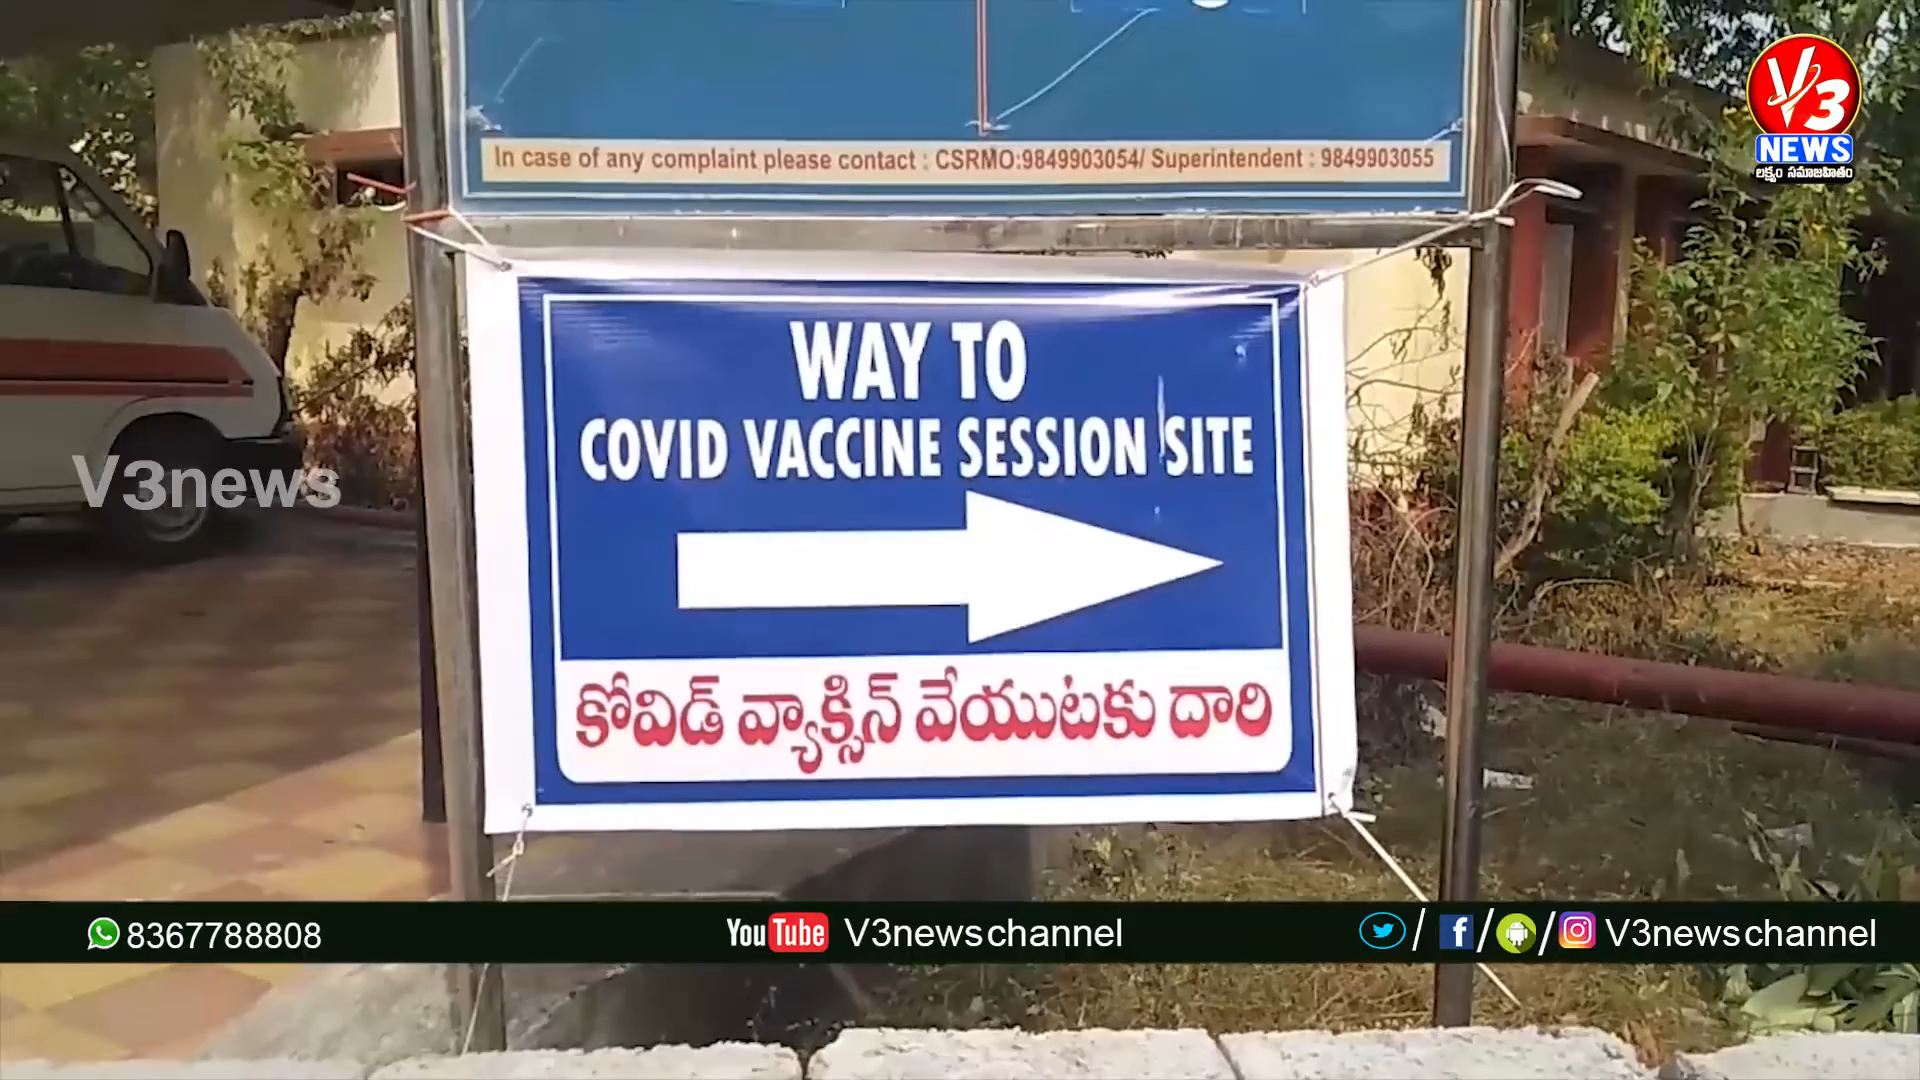 V3
NEWS
లక్ష్యం సమాజహితం
In case of any complaint please contact : CSRMO:9849903054/ Superintendent : 9849903055
WAY TO
COVID VACCINE SESSION SITE
V3news
కోవిడ్ వ్యాక్సిన్ వేయుటకు దారి
8367788808
YouTube V3newschannel
/ f / / V3newschannel